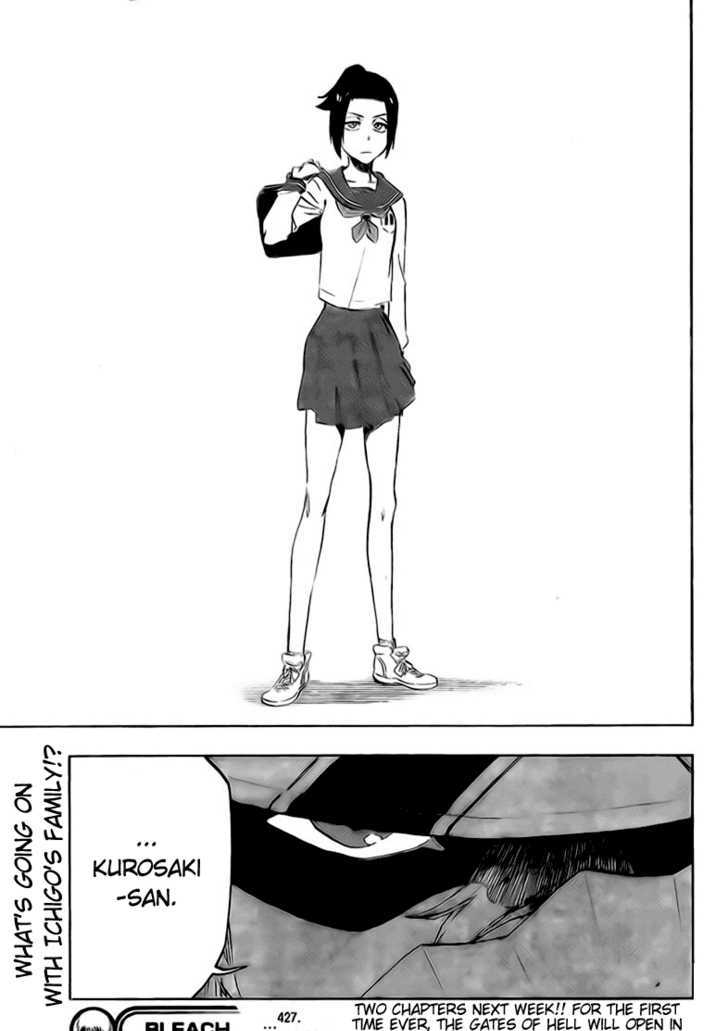 ...
KUROSAKI
-SAN.
WHAT'S GOING ON
WITH ICHIGO'S FAMILY!?
BLEACH
... 427.
TWO CHAPTERS NEXT WEEK!! FOR THE FIRST
TIME EVER, THE GATES OF HELL WILL OPEN IN